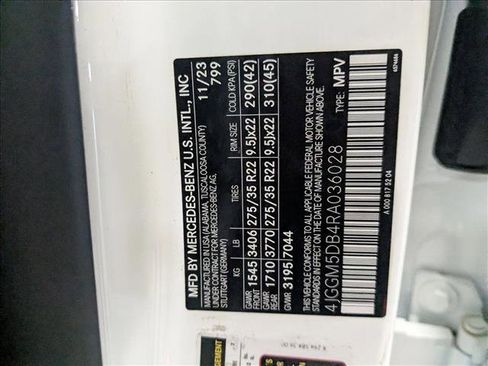 MFD BY MERCEDES-BENZ U.S. INTL., INC
MANUFACTURED IN USA (ALABAMA, TUSCALOOSA COUNTY)
UNDER CONTRACT FOR MERCEDES-BENZ AG,
STUTTGART (GERMANY)
11/23
799
KG LB TIRES RIM SIZE COLD KPA(PSI)
GAWR FRONT 1545 3406 275/35 R22 9.5Jx22 290(42)
GAWR REAR 1710 3770 275/35 R22 9.5Jx22 310(45)
GVWR 3195 7044
THIS VEHICLE CONFORMS TO ALL APPLICABLE FEDERAL MOTOR VEHICLE SAFETY
STANDARDS IN EFFECT ON THE DATE OF MANUFACTURE SHOWN ABOVE.
4JGGM5DB4RA036028
TYPE: MPV
A 000 817 52 04